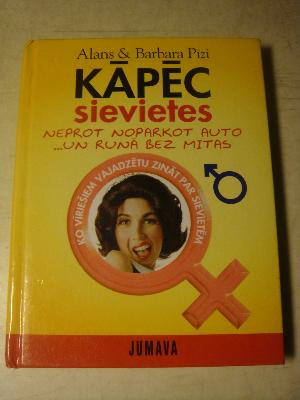 Alans & Barbara Pīzi
KĀPĒC
sievietes
NEPROT NOPARKOT AUTO
...UN RUNĀ BEZ MITAS
KO VĪRIEŠIEM VAJADZĒTU ZINĀT PAR SIEVIETĒM
JUMAVA